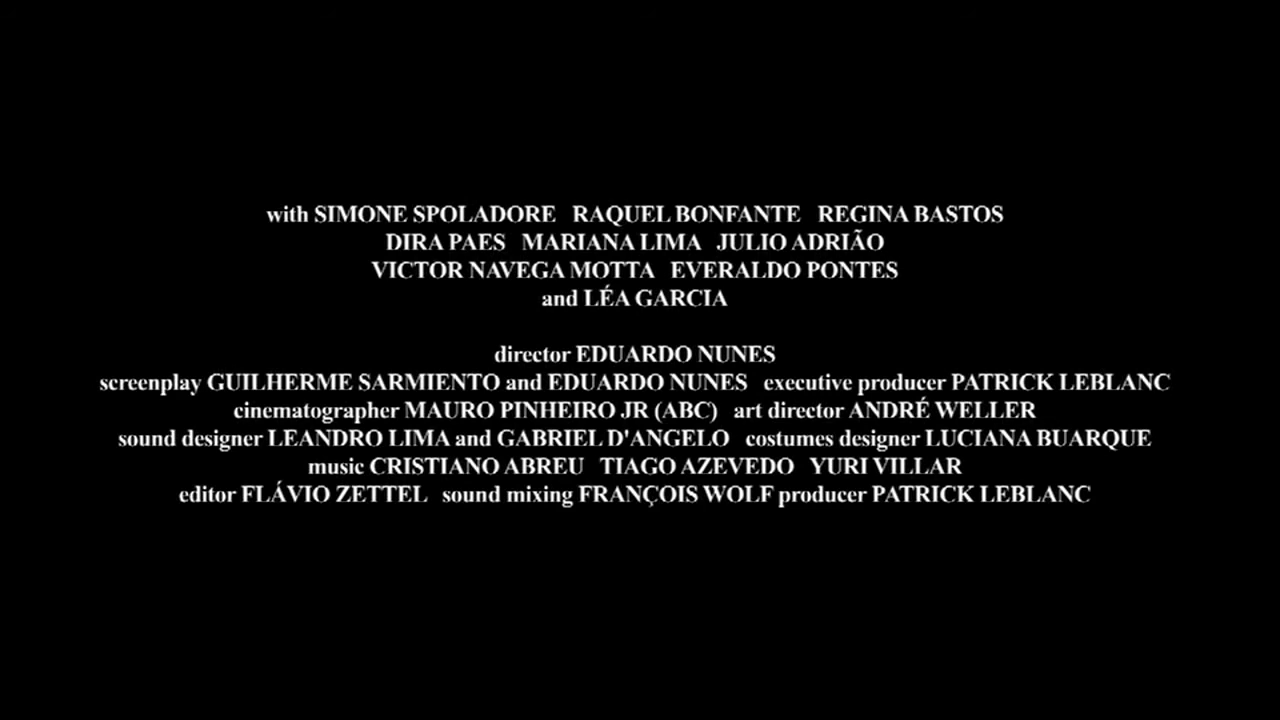 with SIMONE SPOLADORE RAQUEL BONFANTE REGINA BASTOS
DIRA PAES MARIANA LIMA JULIO ADRIÃO
VICTOR NAVEGA MOTTA EVERALDO PONTES
and LÉA GARCIA
director EDUARDO NUNES
screenplay GUILHERME SARMIENTO and EDUARDO NUNES executive producer PATRICK LEBLANC
cinematographer MAURO PINHEIRO JR (ABC) art director ANDRÉ WELLER
sound designer LEANDRO LIMA and GABRIEL D'ANGELO costumes designer LUCIANA BUARQUE
music CRISTIANO ABREU TIAGO AZEVEDO YURI VILLAR
editor FLÁVIO ZETTEL sound mixing FRANÇOIS WOLF producer PATRICK LEBLANC